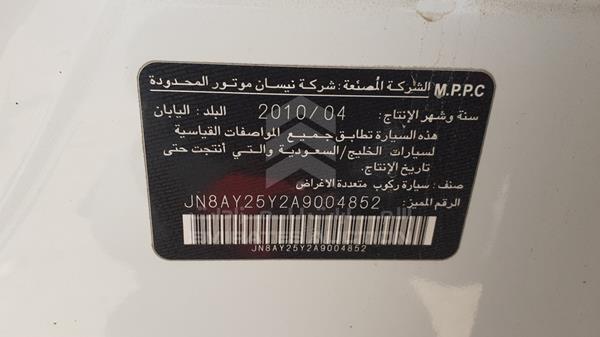 M.P.P.C الشركة المصنعة : شركة نيسان موتور المحدودة
سنة وشهر الإنتاج: 2010/04 البلد: اليابان
هذه السيارة تطابق جميع المواصفات القياسية
لسيارات الخليج/السعودية والتي أنتجت حتى
تاريخ الإنتاج.
صنف: سيارة ركوب متعددة الاغراض
الرقم المميز: JN8AY25Y2A9004852
JN8AY25Y2A9004852